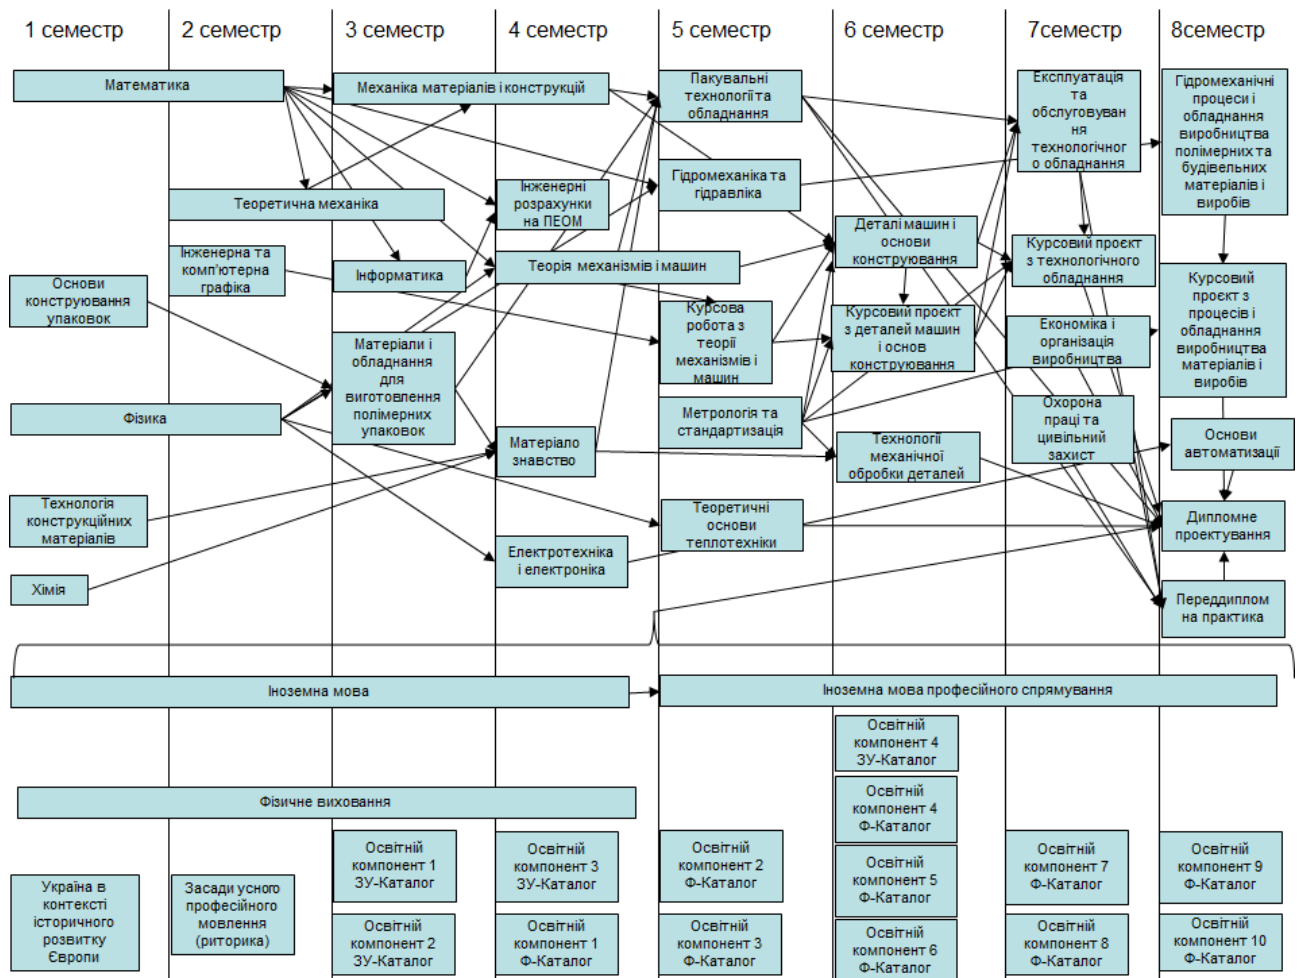 1 семестр
2 семестр
3 семестр
4 семестр
5 семестр
6 семестр
7семестр
8семестр
Математика
Механіка матеріалів і конструкцій
Пакувальні
технології та
обладнання
Експлуатація
та
обслуговуван
ня
технологічног
о обладнання
Гідромеханічні
процеси і
обладнання
виробництва
полімерних та
будівельних
матеріалів і
виробів
Теоретична механіка
Інженерні
розрахунки
на ПЕОМ
Гідромеханіка та
гідравліка
Інженерна та
комп'ютерна
графіка
Інформатика
Теорія механізмів і машин
Деталі машин і
основи
конструювання
Курсовий проєкт
з технологічного
обладнання
Основи
конструювання
упаковок
Матеріали і
обладнання
для
виготовлення
полімерних
упаковок
Курсова
робота з
теорії
механізмів і
машин
Курсовий проєкт
з деталей машин
і основ
конструювання
Економіка і
організація
виробництва
Курсовий
проєкт з
процесів і
обладнання
виробництва
матеріалів і
виробів
Фізика
Матеріало
знавство
Метрологія та
стандартизація
Технології
механічної
обробки деталей
Охорона
праці та
цивільний
захист
Основи
автоматизації
Технологія
конструкційних
матеріалів
Теоретичні
основи
теплотехніки
Дипломне
проектування
Хімія
Електротехніка
і електроніка
Переддиплом
на практика
Іноземна мова
Іноземна мова професійного спрямування
Освітній
компонент 4
ЗУ-Каталог
Фізичне виховання
Освітній
компонент 4
Ф-Каталог
Україна в
контексті
історичного
розвитку
Європи
Засади усного
професійного
мовлення
(риторика)
Освітній
компонент 1
ЗУ-Каталог
Освітній
компонент 3
ЗУ-Каталог
Освітній
компонент 2
Ф-Каталог
Освітній
компонент 5
Ф-Каталог
Освітній
компонент 7
Ф-Каталог
Освітній
компонент 9
Ф-Каталог
Освітній
компонент 2
ЗУ-Каталог
Освітній
компонент 1
Ф-Каталог
Освітній
компонент 3
Ф-Каталог
Освітній
компонент 6
Ф-Каталог
Освітній
компонент 8
Ф-Каталог
Освітній
компонент 10
Ф-Каталог